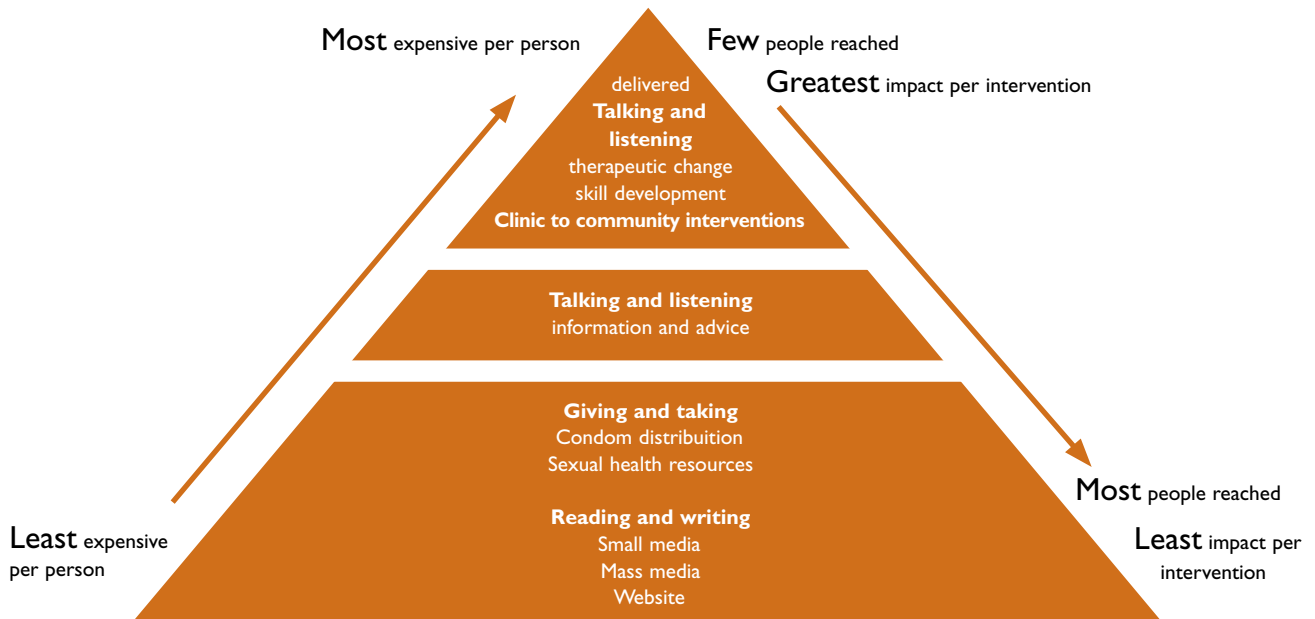 Most expensive per person
Few people reached
Greatest impact per intervention
delivered
Talking and
listening
therapeutic change
skill development
Clinic to community interventions
Talking and listening
information and advice
Giving and taking
Condom distribuition
Sexual health resources
Reading and writing
Small media
Mass media
Website
Least expensive
per person
Most people reached
Least impact per
intervention